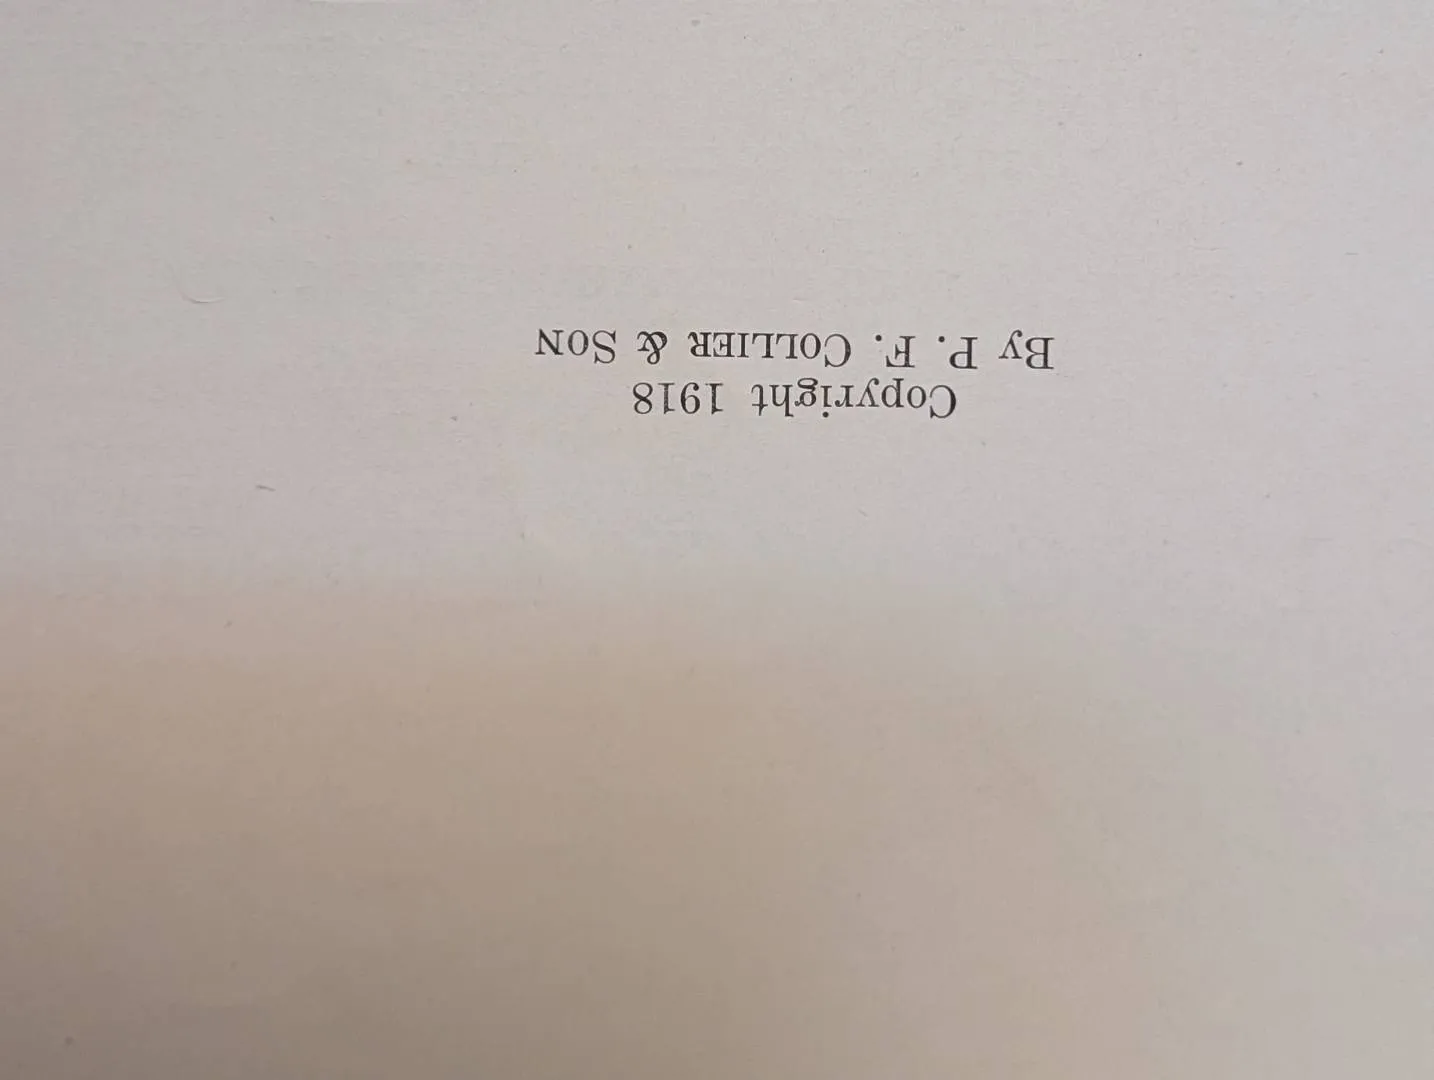 Copyright 1918
By P. F. COLLIER & SON